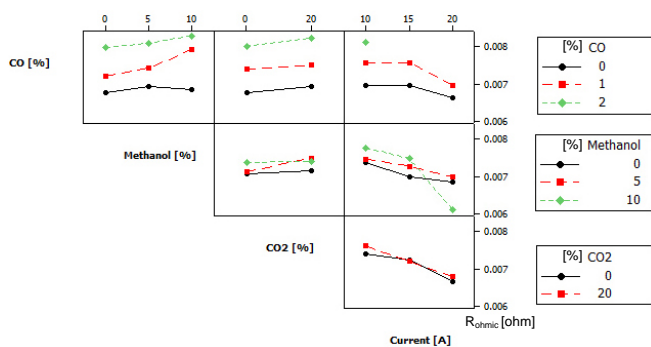 0 5 10 0 20 10 15 20
CO [%]
0.008
0.007
0.006
[%] CO
0
1
2
Methanol [%]
0.008
0.007
0.006
[%] Methanol
0
5
10
CO2 [%]
0.008
0.007
0.006
[%] CO2
0
20
Rohmic [ohm]
Current [A]